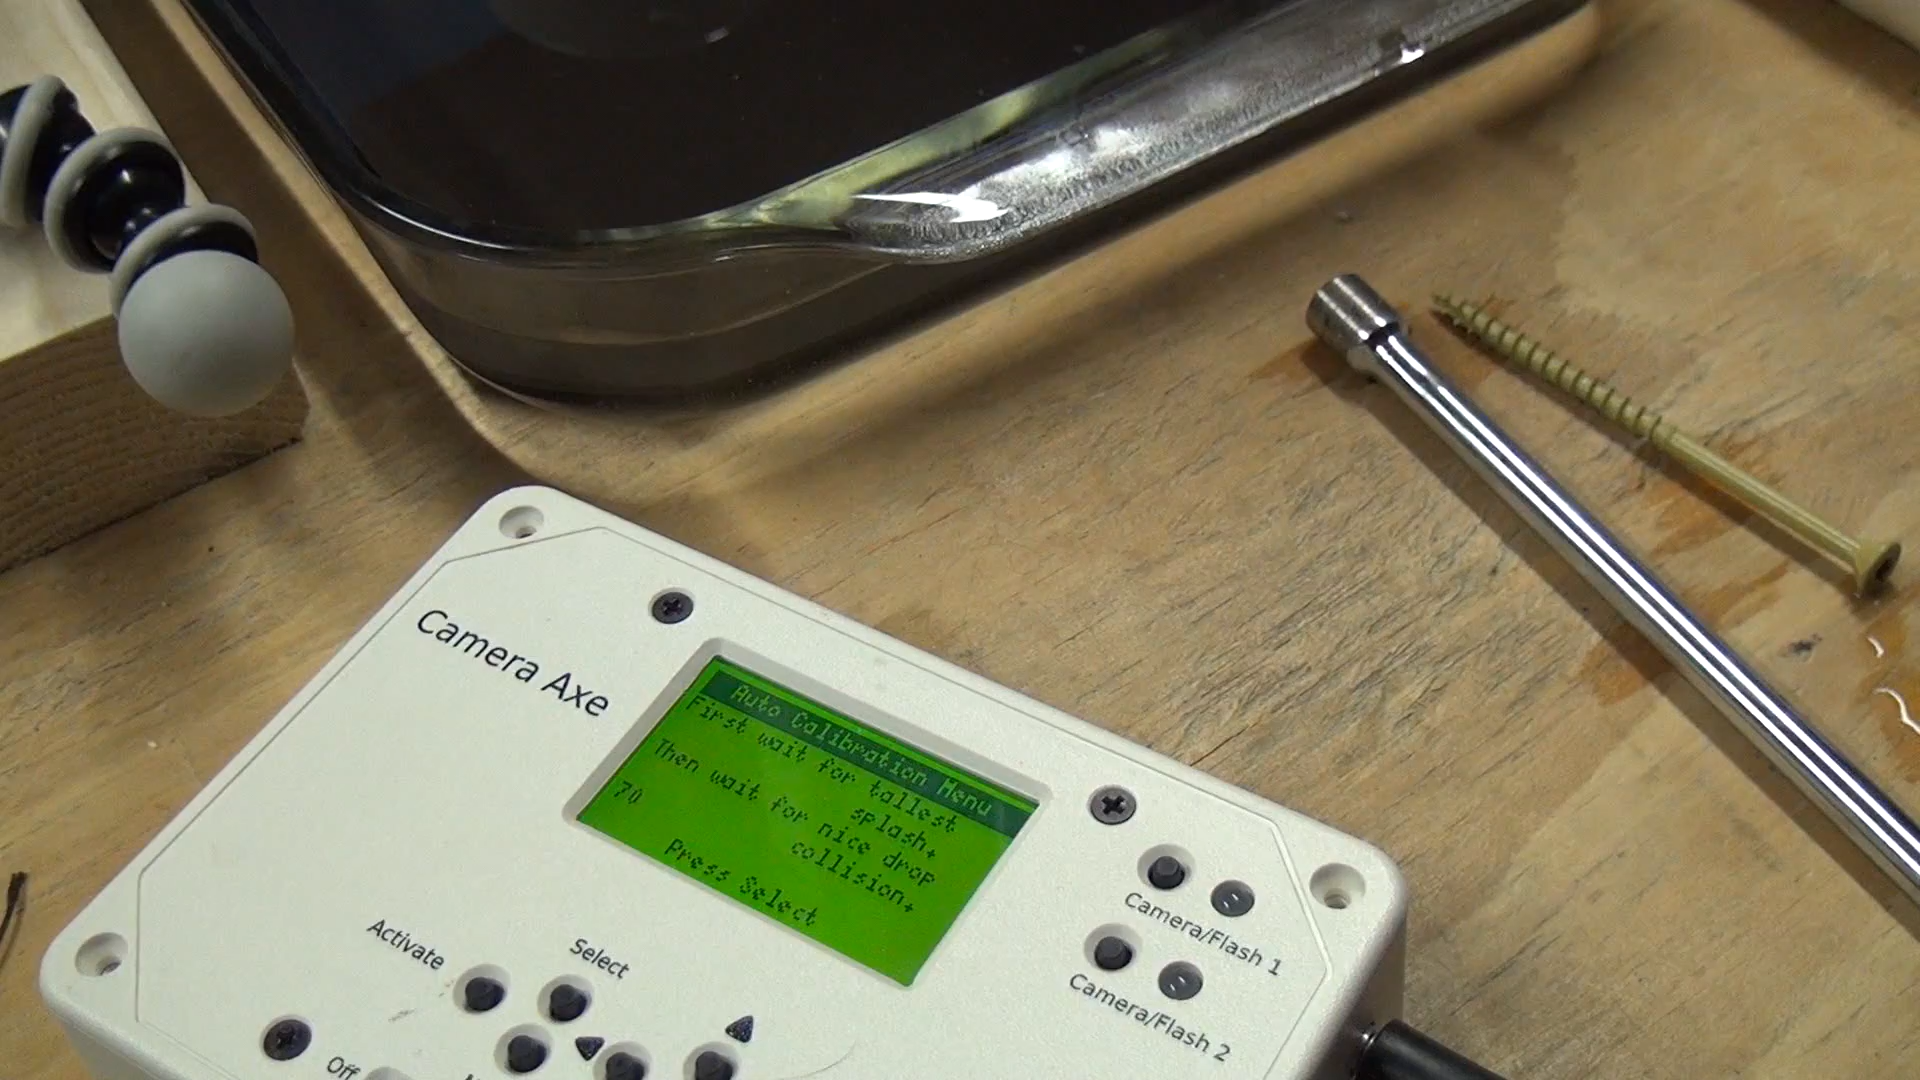 Camera Axe
Auto Calibration Menu
First wait for tallest
splash.
Then wait for nice drop
collision.
70
Press Select
Activate
Select
Off
Camera/Flash 1
Camera/Flash 2